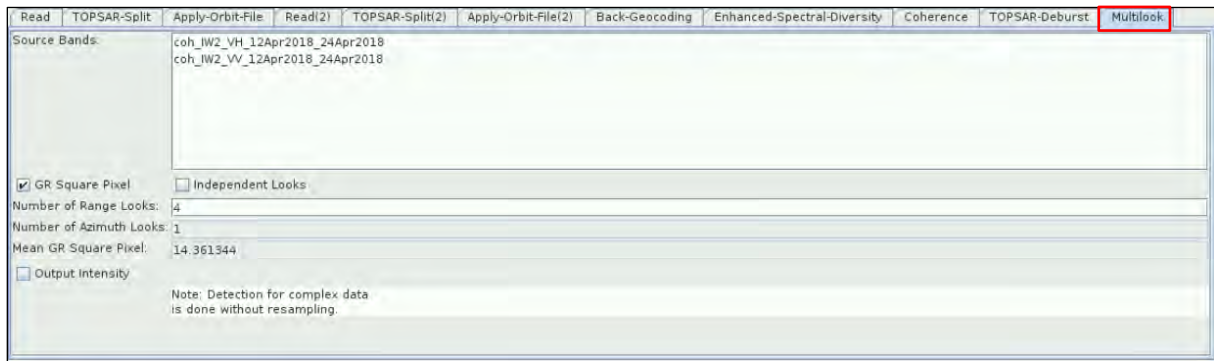 Read TOPSAR-Split Apply-Orbit-File Read(2) TOPSAR-Split(2) Apply-Orbit-File(2) Back-Geocoding Enhanced-Spectral-Diversity Coherence TOPSAR-Deburst Multilook
Source Bands:
coh_IW2_VH_12Apr2018_24Apr2018
coh_IW2_VV_12Apr2018_24Apr2018
GR Square Pixel Independent Looks
Number of Range Looks: 4
Number of Azimuth Looks: 1
Mean GR Square Pixel: 14.361344
Output Intensity
Note: Detection for complex data
is done without resampling.